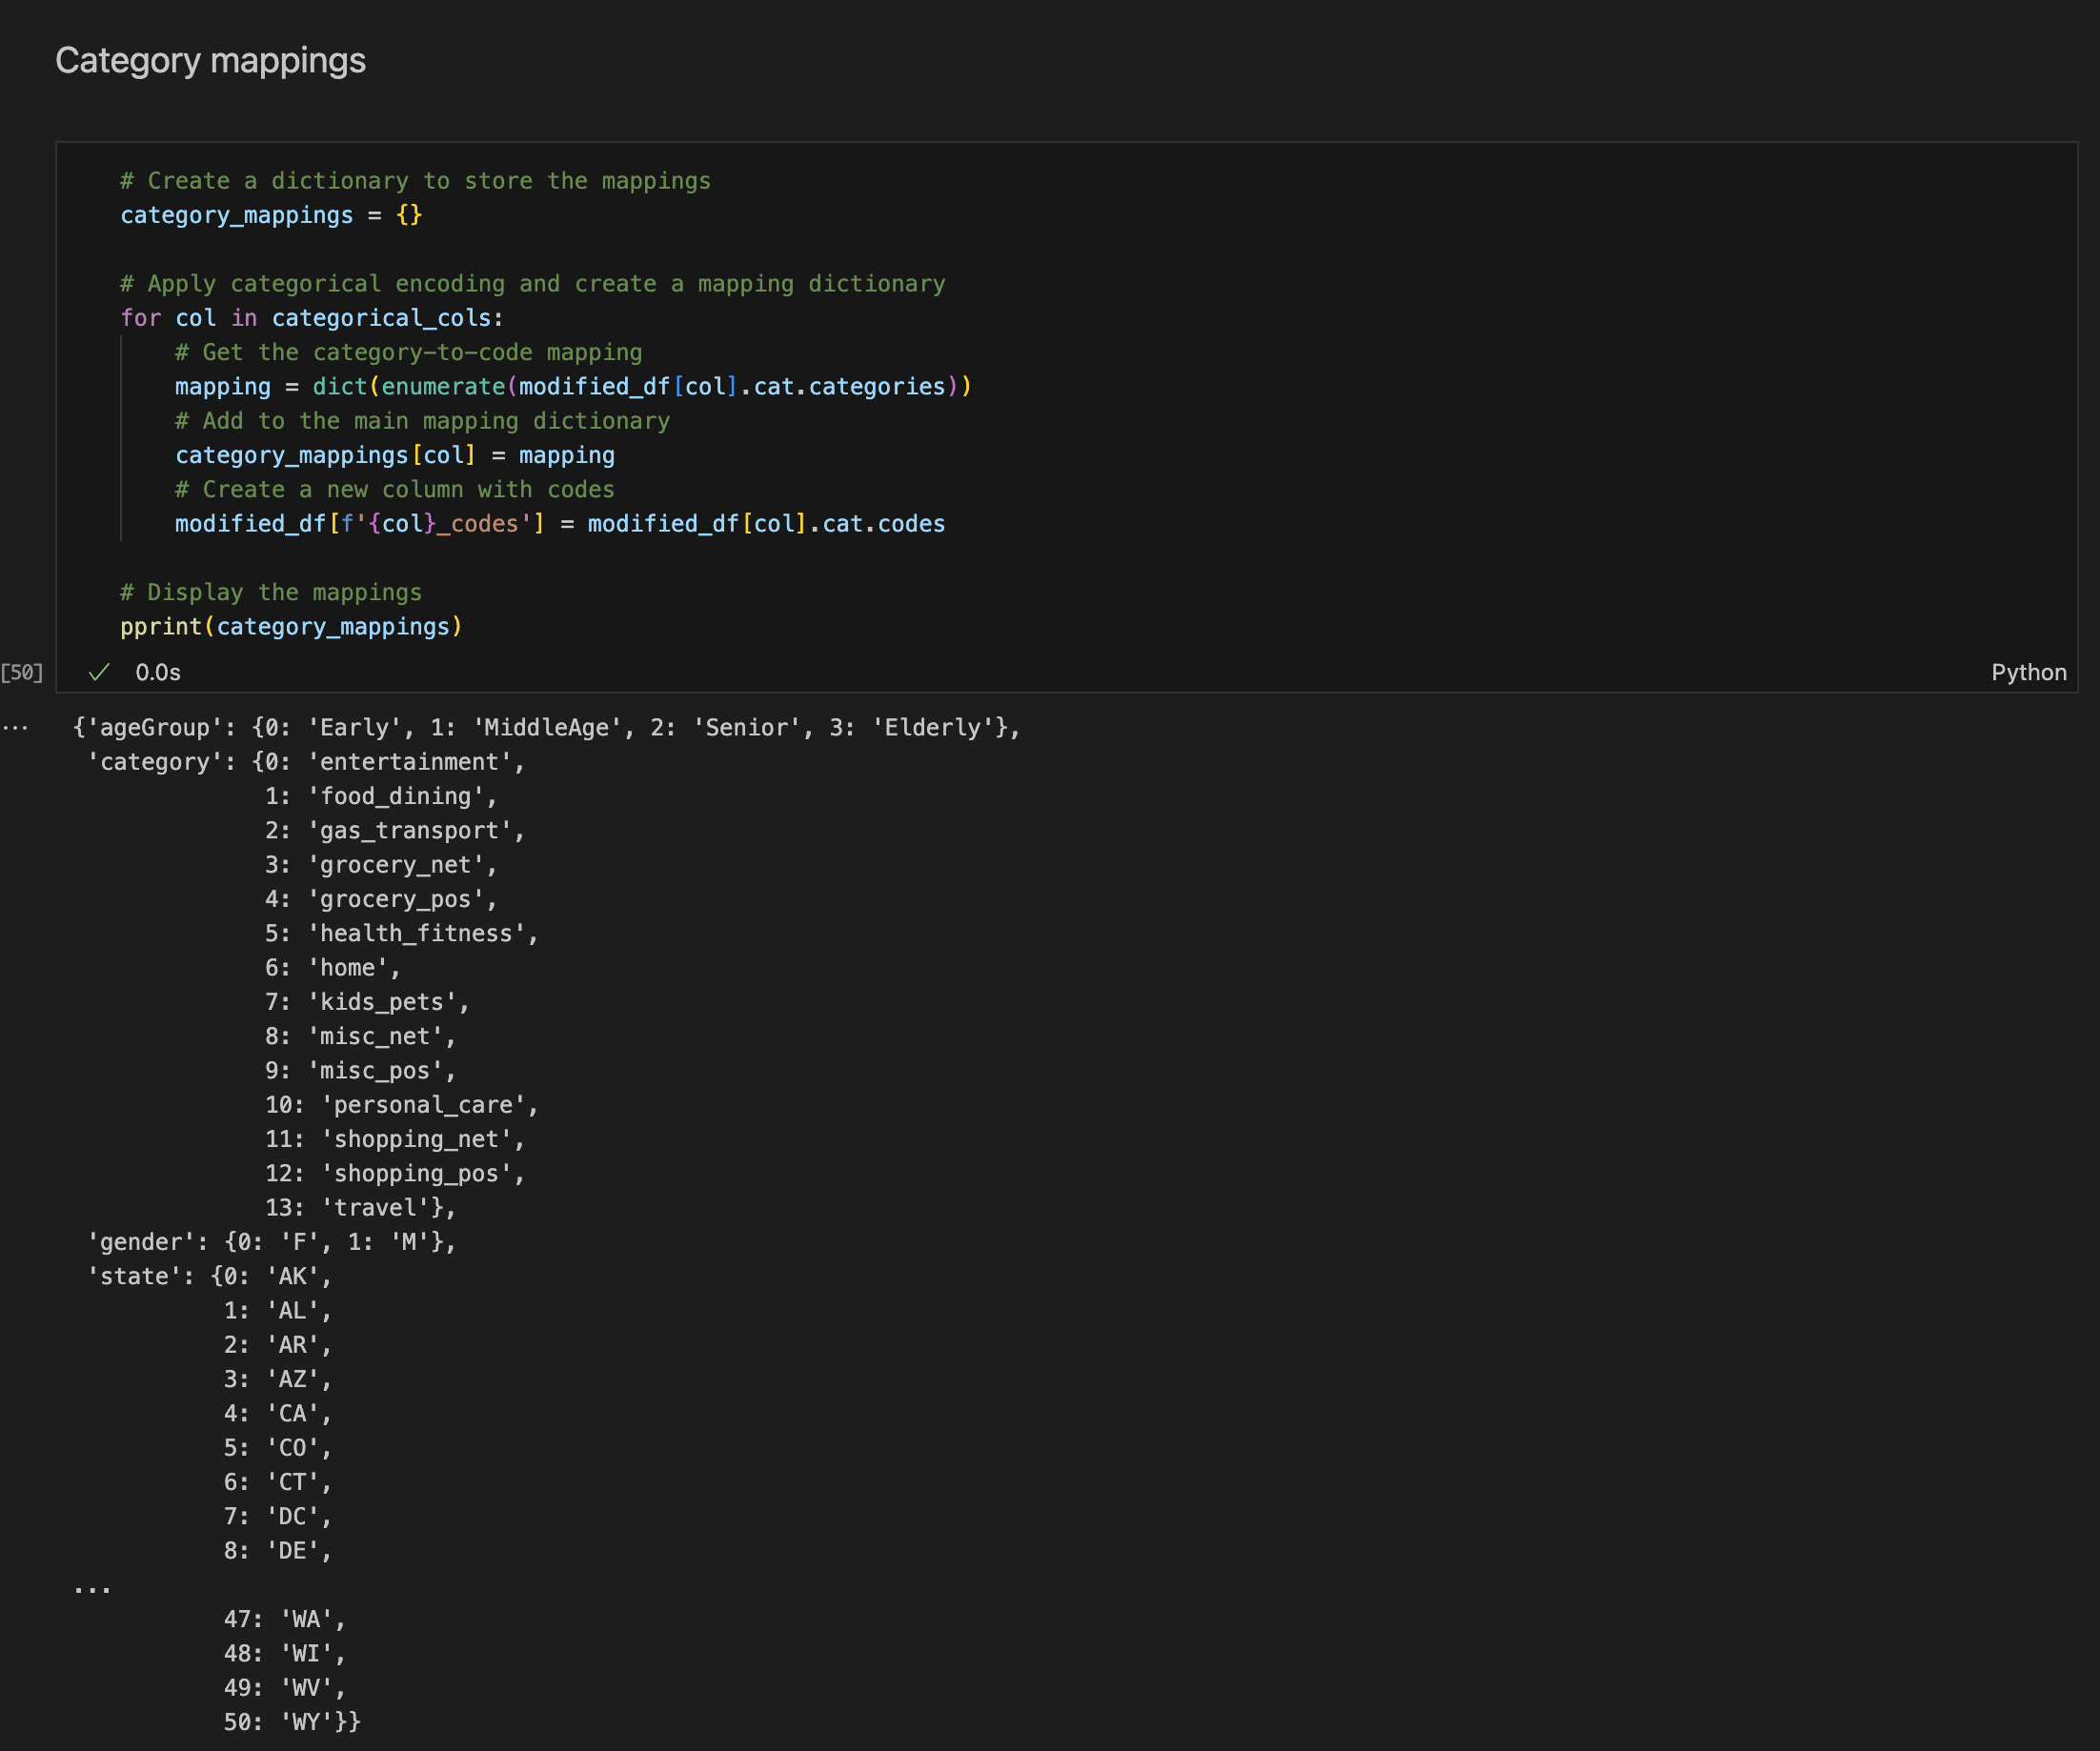 Category mappings
# Create a dictionary to store the mappings
category_mappings = {}
# Apply categorical encoding and create a mapping dictionary
for col in categorical_cols:
    # Get the category-to-code mapping
    mapping = dict(enumerate(modified_df[col].cat.categories))
    # Add to the main mapping dictionary
    category_mappings[col] = mapping
    # Create a new column with codes
    modified_df[f'{col}_codes'] = modified_df[col].cat.codes
# Display the mappings
pprint(category_mappings)
[50] ✓ 0.0s Python
... {'ageGroup': {0: 'Early', 1: 'MiddleAge', 2: 'Senior', 3: 'Elderly'},
 'category': {0: 'entertainment',
              1: 'food_dining',
              2: 'gas_transport',
              3: 'grocery_net',
              4: 'grocery_pos',
              5: 'health_fitness',
              6: 'home',
              7: 'kids_pets',
              8: 'misc_net',
              9: 'misc_pos',
              10: 'personal_care',
              11: 'shopping_net',
              12: 'shopping_pos',
              13: 'travel'},
 'gender': {0: 'F', 1: 'M'},
 'state': {0: 'AK',
           1: 'AL',
           2: 'AR',
           3: 'AZ',
           4: 'CA',
           5: 'CO',
           6: 'CT',
           7: 'DC',
           8: 'DE',
...
           47: 'WA',
           48: 'WI',
           49: 'WV',
           50: 'WY'}}